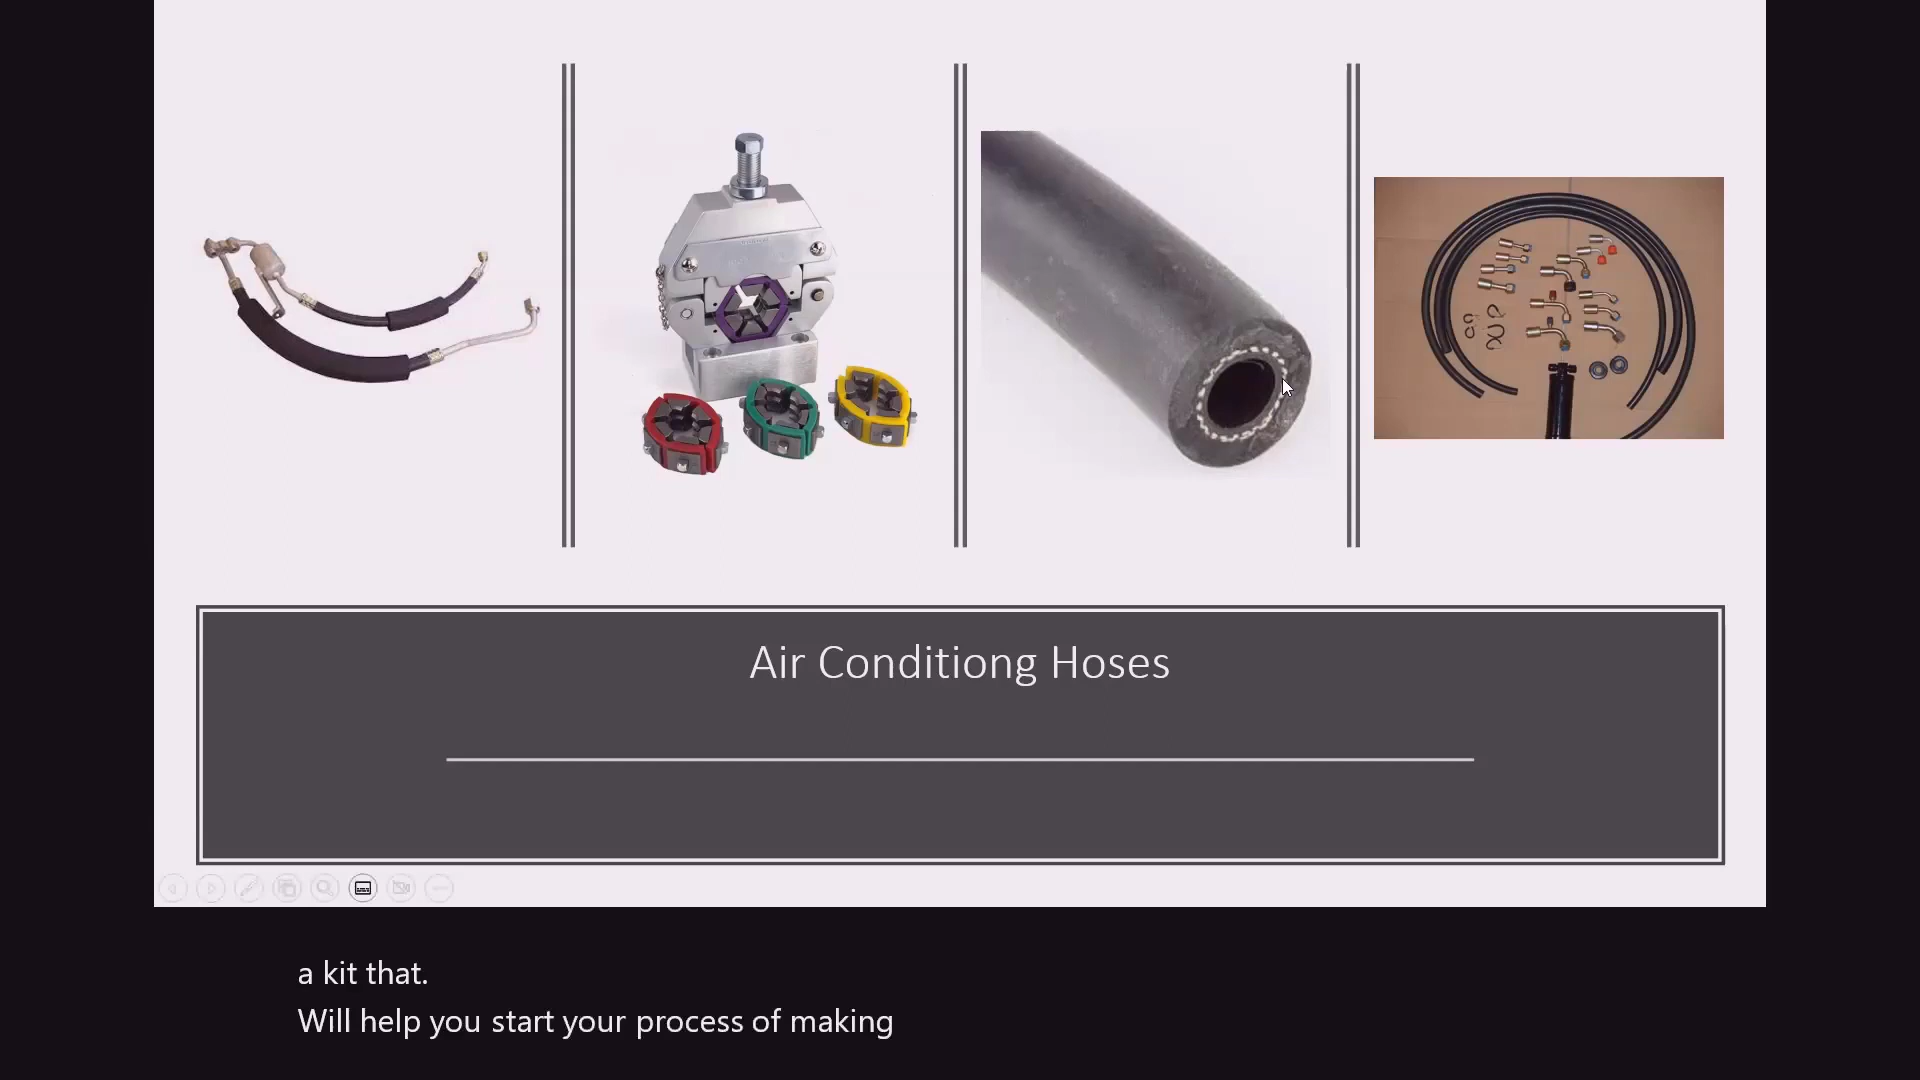 Air Conditiong Hoses
a kit that.
Will help you start your process of making